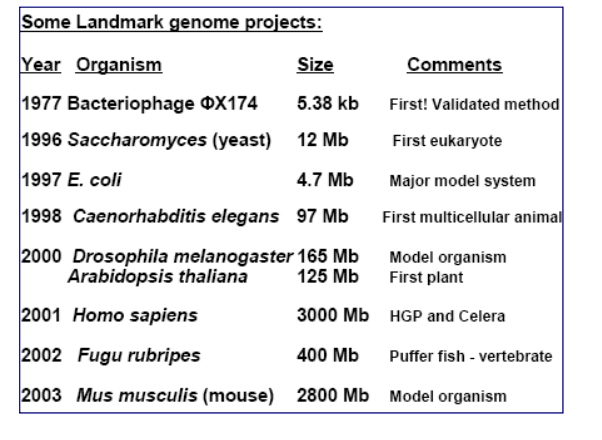 Some Landmark genome projects:
Year Organism Size Comments
1977 Bacteriophage ΦX174 5.38 kb First! Validated method
1996 Saccharomyces (yeast) 12 Mb First eukaryote
1997 E. coli 4.7 Mb Major model system
1998 Caenorhabditis elegans 97 Mb First multicellular animal
2000 Drosophila melanogaster 165 Mb Model organism
Arabidopsis thaliana 125 Mb First plant
2001 Homo sapiens 3000 Mb HGP and Celera
2002 Fugu rubripes 400 Mb Puffer fish - vertebrate
2003 Mus musculis (mouse) 2800 Mb Model organism